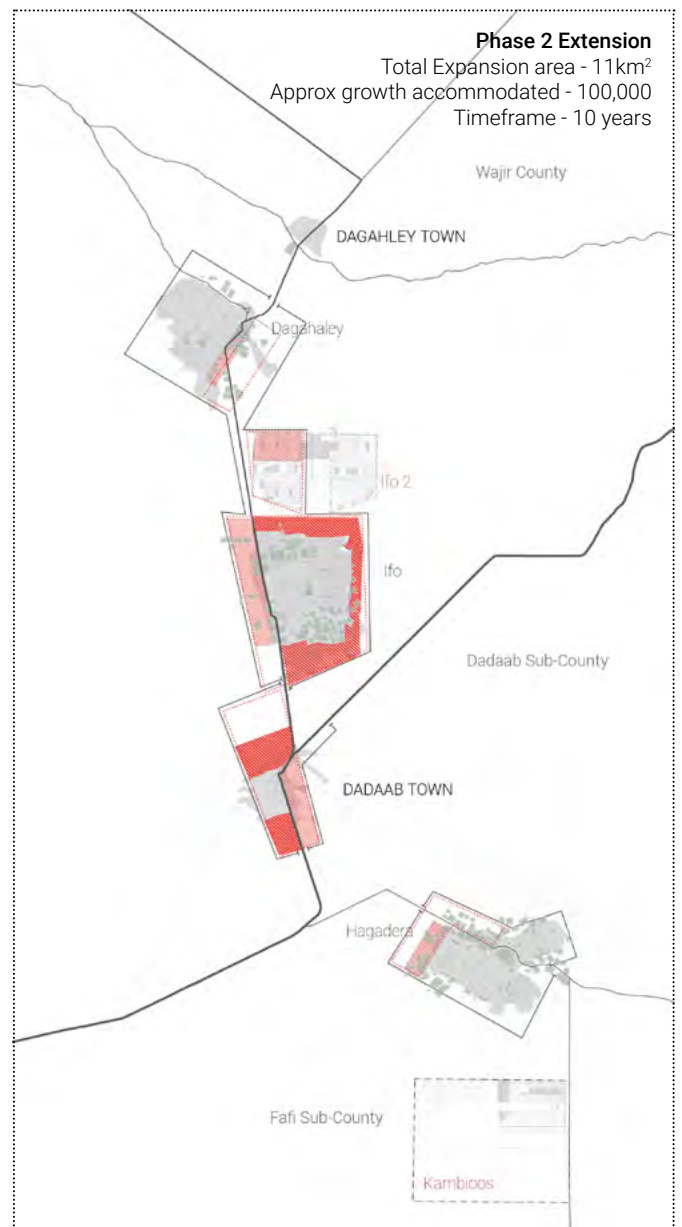 Phase 2 Extension
Total Expansion area - 11km²
Approx growth accommodated - 100,000
Timeframe - 10 years
Wajir County
DAGAHLEY TOWN
Dagahaley
Ifo 2
Ifo
Dadaab Sub-County
DADAAB TOWN
Hagadera
Fafi Sub-County
Kambioos